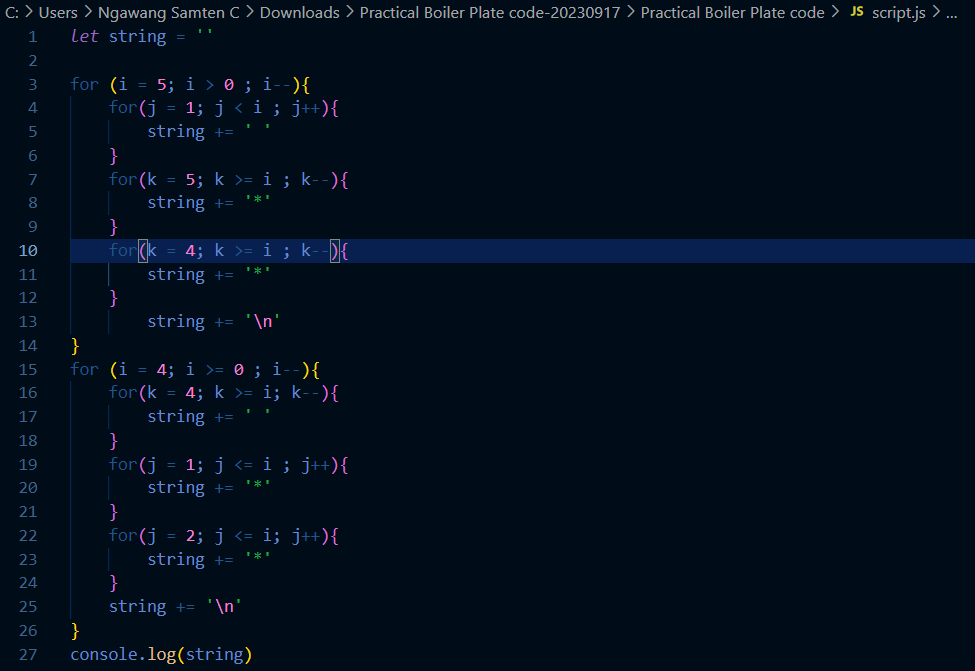 C: > Users > Ngawang Samten C > Downloads > Practical Boiler Plate code-20230917 > Practical Boiler Plate code > JS script.js > ...
1 let string = ''
2
3 for (i = 5; i > 0 ; i--){
4     for(j = 1; j < i ; j++){
5         string += ' '
6     }
7     for(k = 5; k >= i ; k--){
8         string += '*'
9     }
10     for(k = 4; k >= i ; k--){
11         string += '*'
12     }
13         string += '\n'
14 }
15 for (i = 4; i >= 0 ; i--){
16     for(k = 4; k >= i; k--){
17         string += ' '
18     }
19     for(j = 1; j <= i ; j++){
20         string += '*'
21     }
22     for(j = 2; j <= i; j++){
23         string += '*'
24     }
25     string += '\n'
26 }
27 console.log(string)